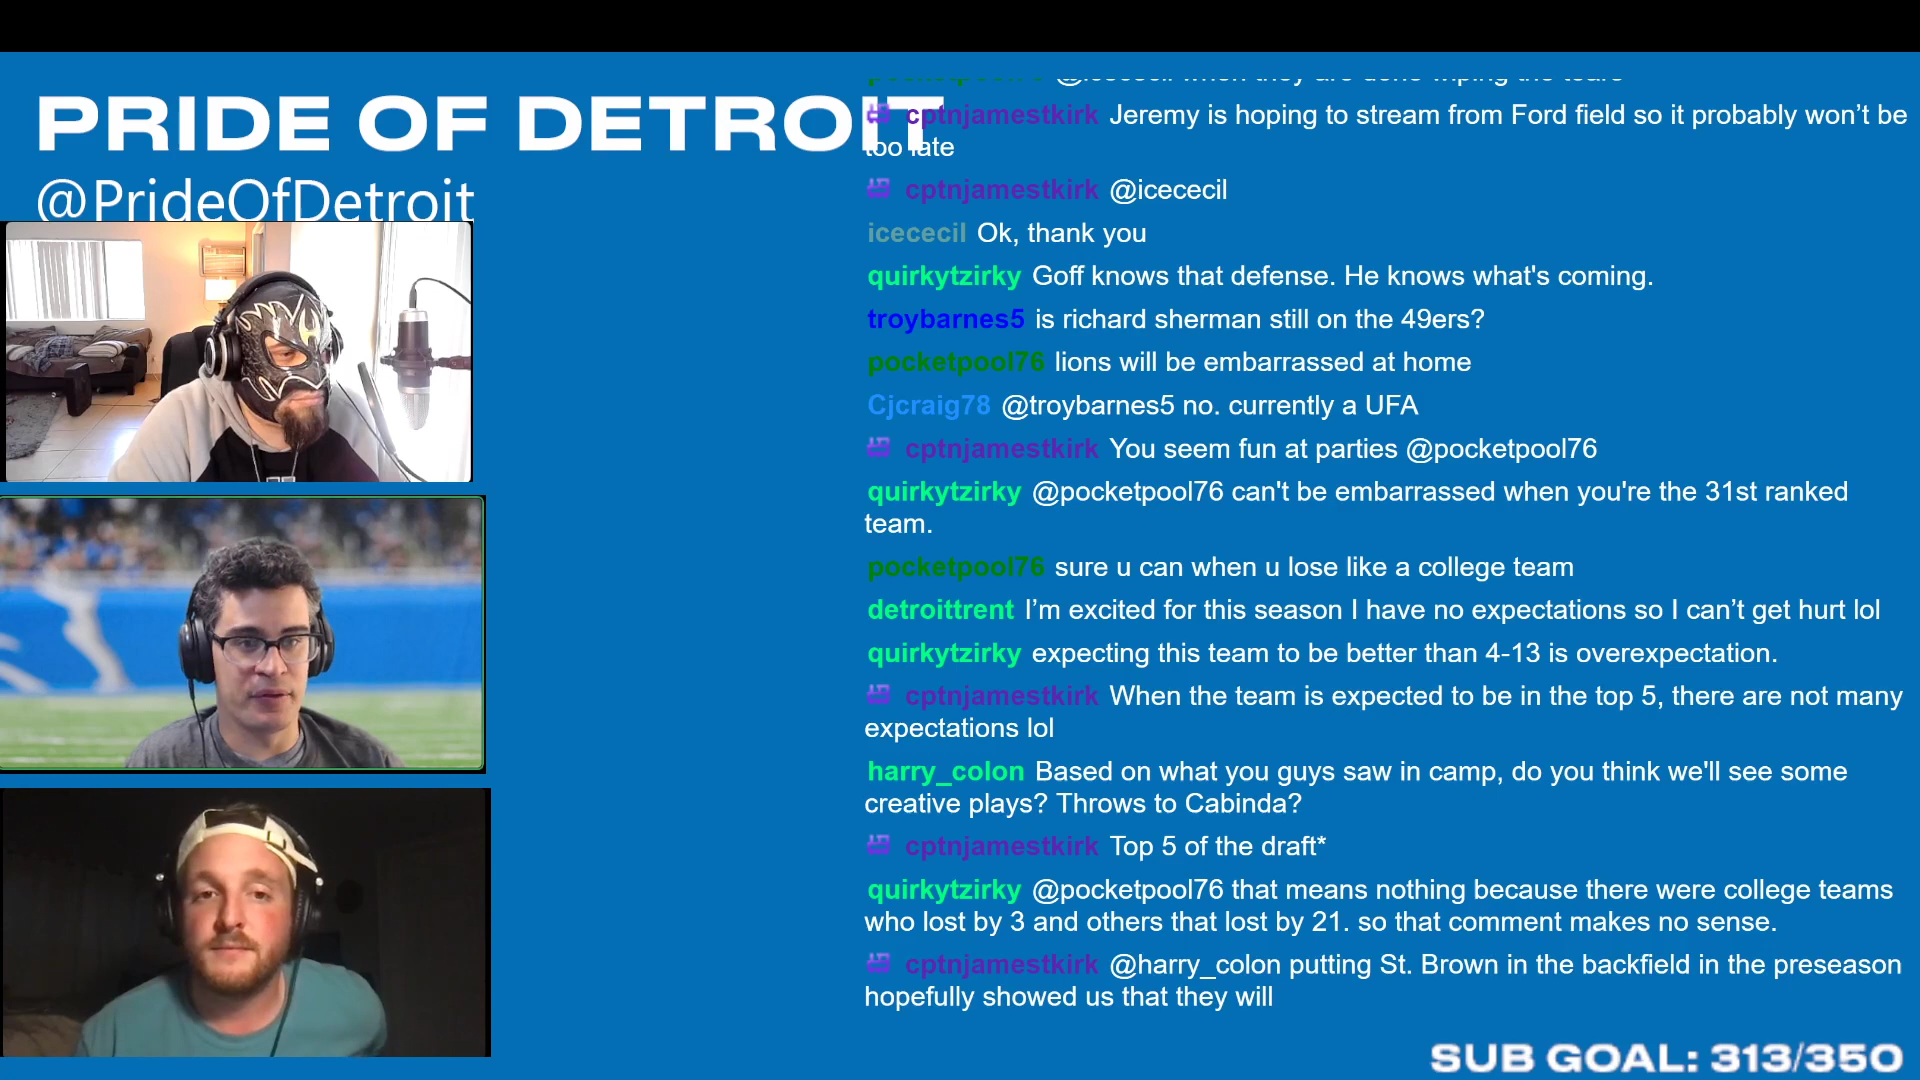 PRIDE OF DETROIT
@PrideOfDetroit
cptnjamestkirk Jeremy is hoping to stream from Ford field so it probably won’t be
too late
cptnjamestkirk @icececil
icececil Ok, thank you
quirkytzirky Goff knows that defense. He knows what's coming.
troybarnes5 is richard sherman still on the 49ers?
pocketpool76 lions will be embarrassed at home
Cjcraig78 @troybarnes5 no. currently a UFA
cptnjamestkirk You seem fun at parties @pocketpool76
quirkytzirky @pocketpool76 can't be embarrassed when you're the 31st ranked
team.
pocketpool76 sure u can when u lose like a college team
detroittrent I’m excited for this season I have no expectations so I can’t get hurt lol
quirkytzirky expecting this team to be better than 4-13 is overexpectation.
cptnjamestkirk When the team is expected to be in the top 5, there are not many
expectations lol
harry_colon Based on what you guys saw in camp, do you think we'll see some
creative plays? Throws to Cabinda?
cptnjamestkirk Top 5 of the draft*
quirkytzirky @pocketpool76 that means nothing because there were college teams
who lost by 3 and others that lost by 21. so that comment makes no sense.
cptnjamestkirk @harry_colon putting St. Brown in the backfield in the preseason
hopefully showed us that they will
SUB GOAL: 313/350